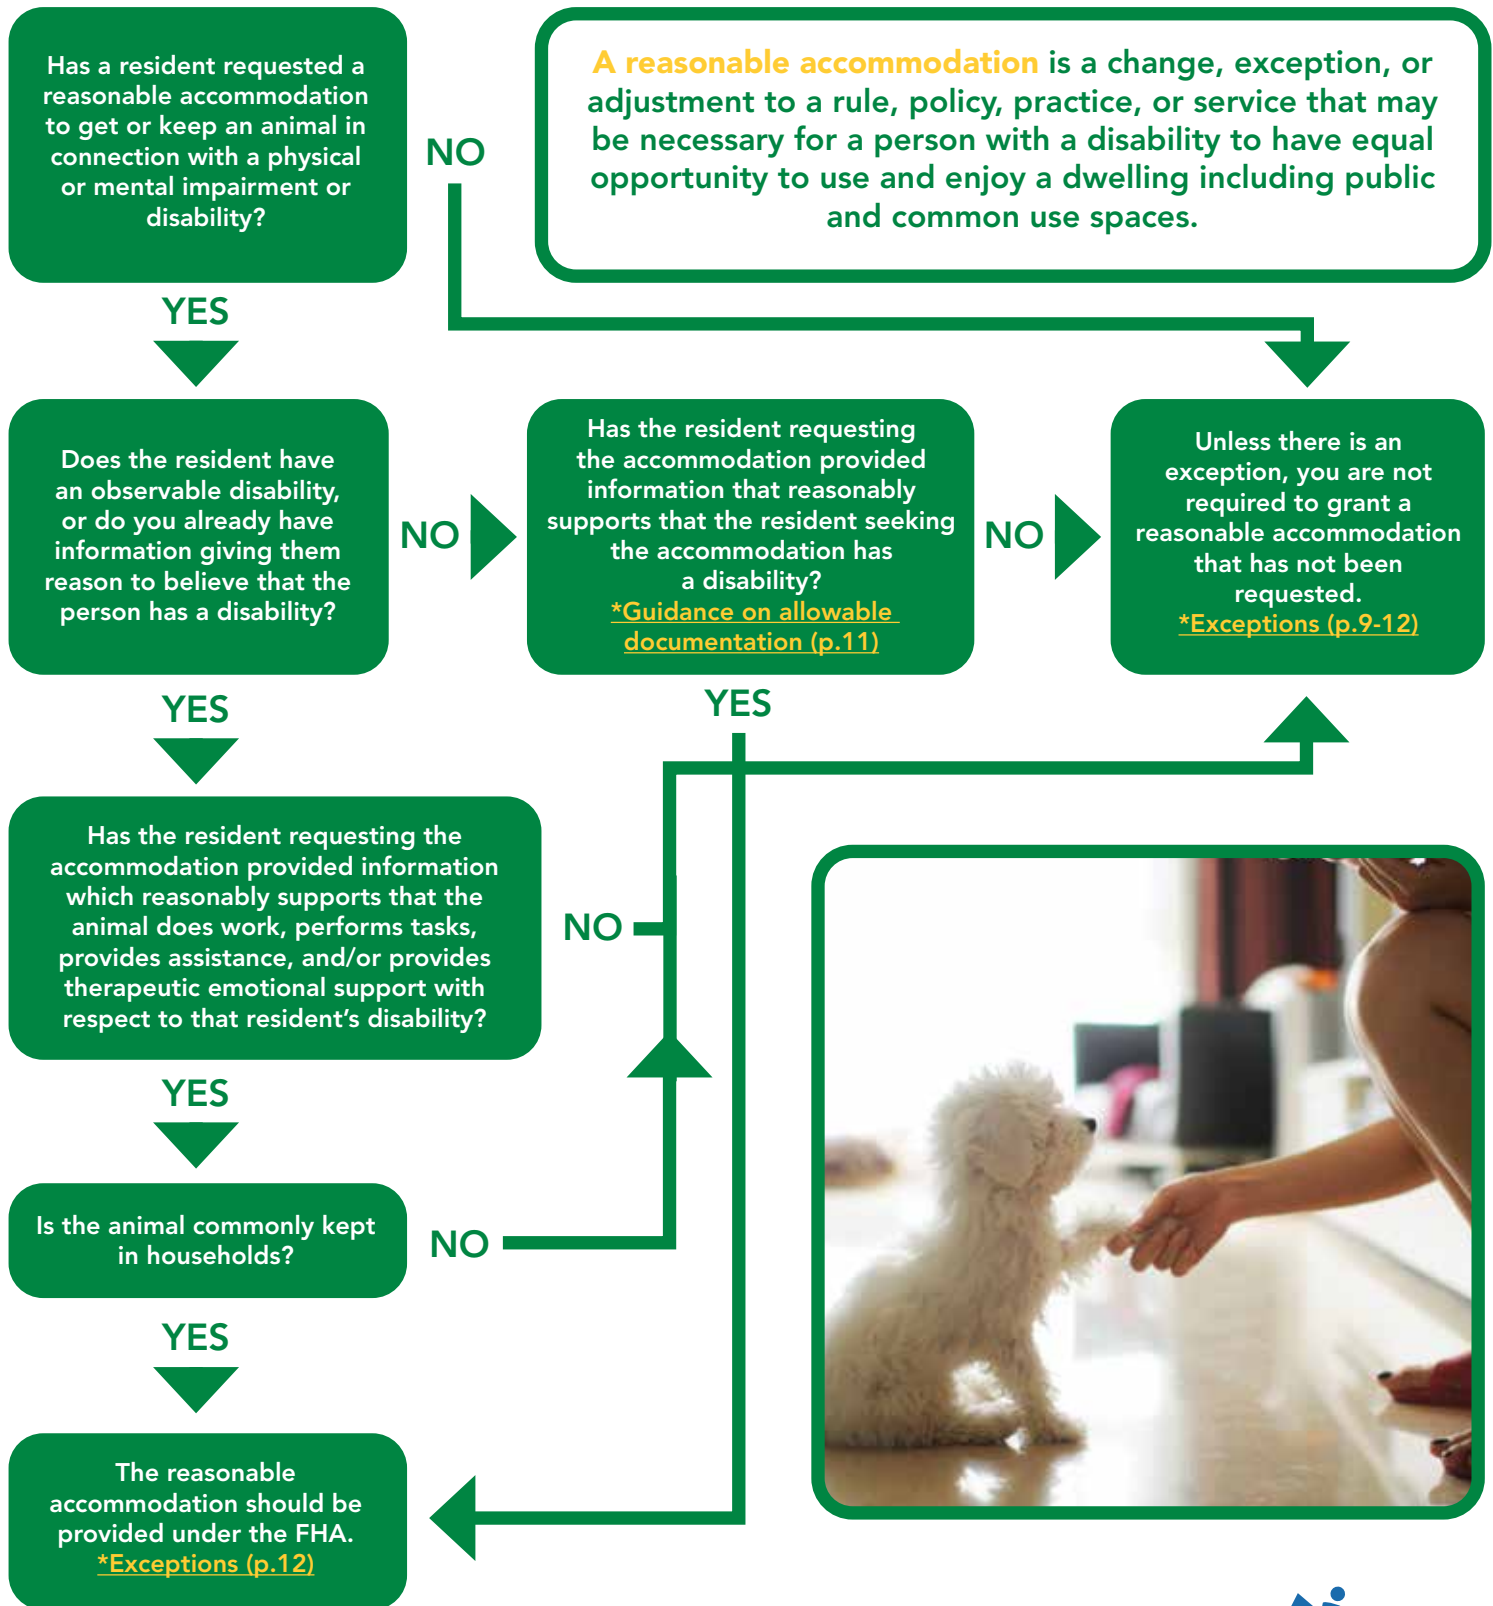 Has a resident requested a
reasonable accommodation
to get or keep an animal in
connection with a physical
or mental impairment or
disability?
NO
A reasonable accommodation is a change, exception, or
adjustment to a rule, policy, practice, or service that may
be necessary for a person with a disability to have equal
opportunity to use and enjoy a dwelling including public
and common use spaces.
YES
Does the resident have
an observable disability,
or do you already have
information giving them
reason to believe that the
person has a disability?
NO
Has the resident requesting
the accommodation provided
information that reasonably
supports that the resident seeking
the accommodation has
a disability?
*Guidance on allowable
documentation (p.11)
NO
Unless there is an
exception, you are not
required to grant a
reasonable accommodation
that has not been
requested.
*Exceptions (p.9-12)
YES
YES
Has the resident requesting the
accommodation provided information
which reasonably supports that the
animal does work, performs tasks,
provides assistance, and/or provides
therapeutic emotional support with
respect to that resident's disability?
NO
YES
Is the animal commonly kept
in households?
NO
YES
The reasonable
accommodation should be
provided under the FHA.
*Exceptions (p.12)